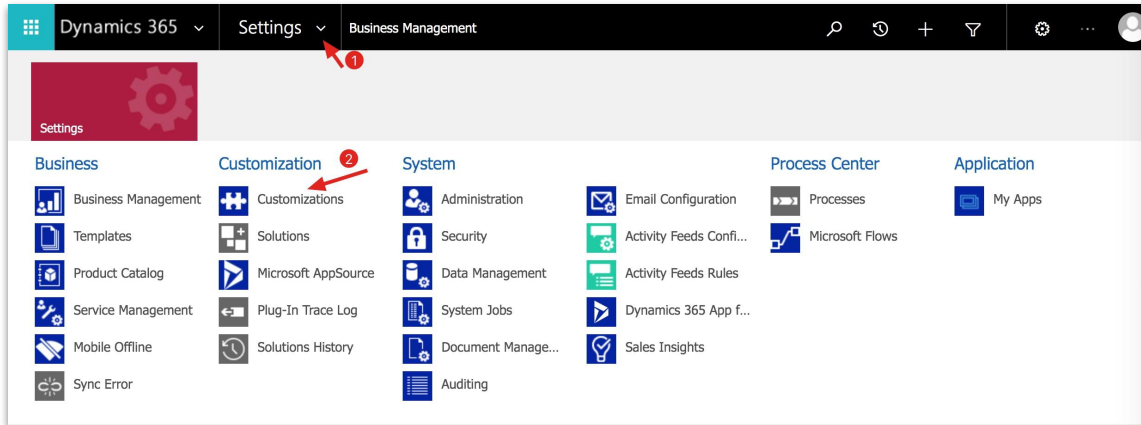 Dynamics 365 Settings Business Management
1
Settings
Business
Business Management
Templates
Product Catalog
Service Management
Mobile Offline
Sync Error
Customization
2
Customizations
Solutions
Microsoft AppSource
Plug-In Trace Log
Solutions History
System
Administration
Security
Data Management
System Jobs
Document Manage...
Auditing
Email Configuration
Activity Feeds Confi...
Activity Feeds Rules
Dynamics 365 App f...
Sales Insights
Process Center
Processes
Microsoft Flows
Application
My Apps